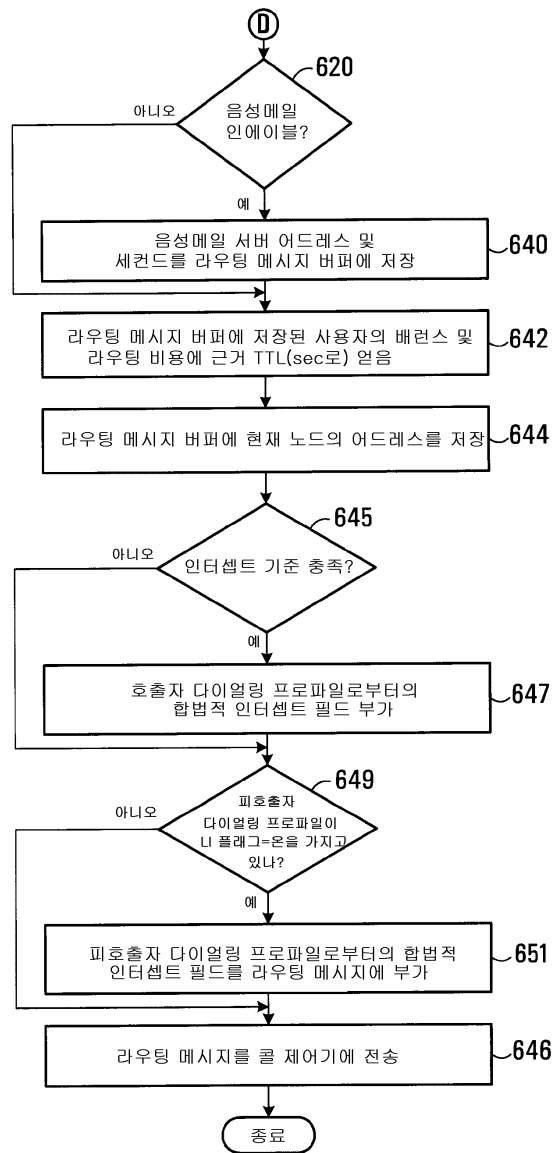 D
620
음성메일
인에이블?
아니오
예
음성메일 서버 어드레스 및
세컨드를 라우팅 메시지 버퍼에 저장
640
라우팅 메시지 버퍼에 저장된 사용자의 배런스 및
라우팅 비용에 근거 TTL(sec로) 얻음
642
라우팅 메시지 버퍼에 현재 노드의 어드레스를 저장
644
645
아니오
인터셉트 기준 충족?
예
호출자 다이얼링 프로파일로부터의
합법적 인터셉트 필드 부가
647
649
아니오
피호출자
다이얼링 프로파일이
LI 플래그=온을 가지고
있나?
예
피호출자 다이얼링 프로파일로부터의 합법적
인터셉트 필드를 라우팅 메시지에 부가
651
라우팅 메시지를 콜 제어기에 전송
646
종료